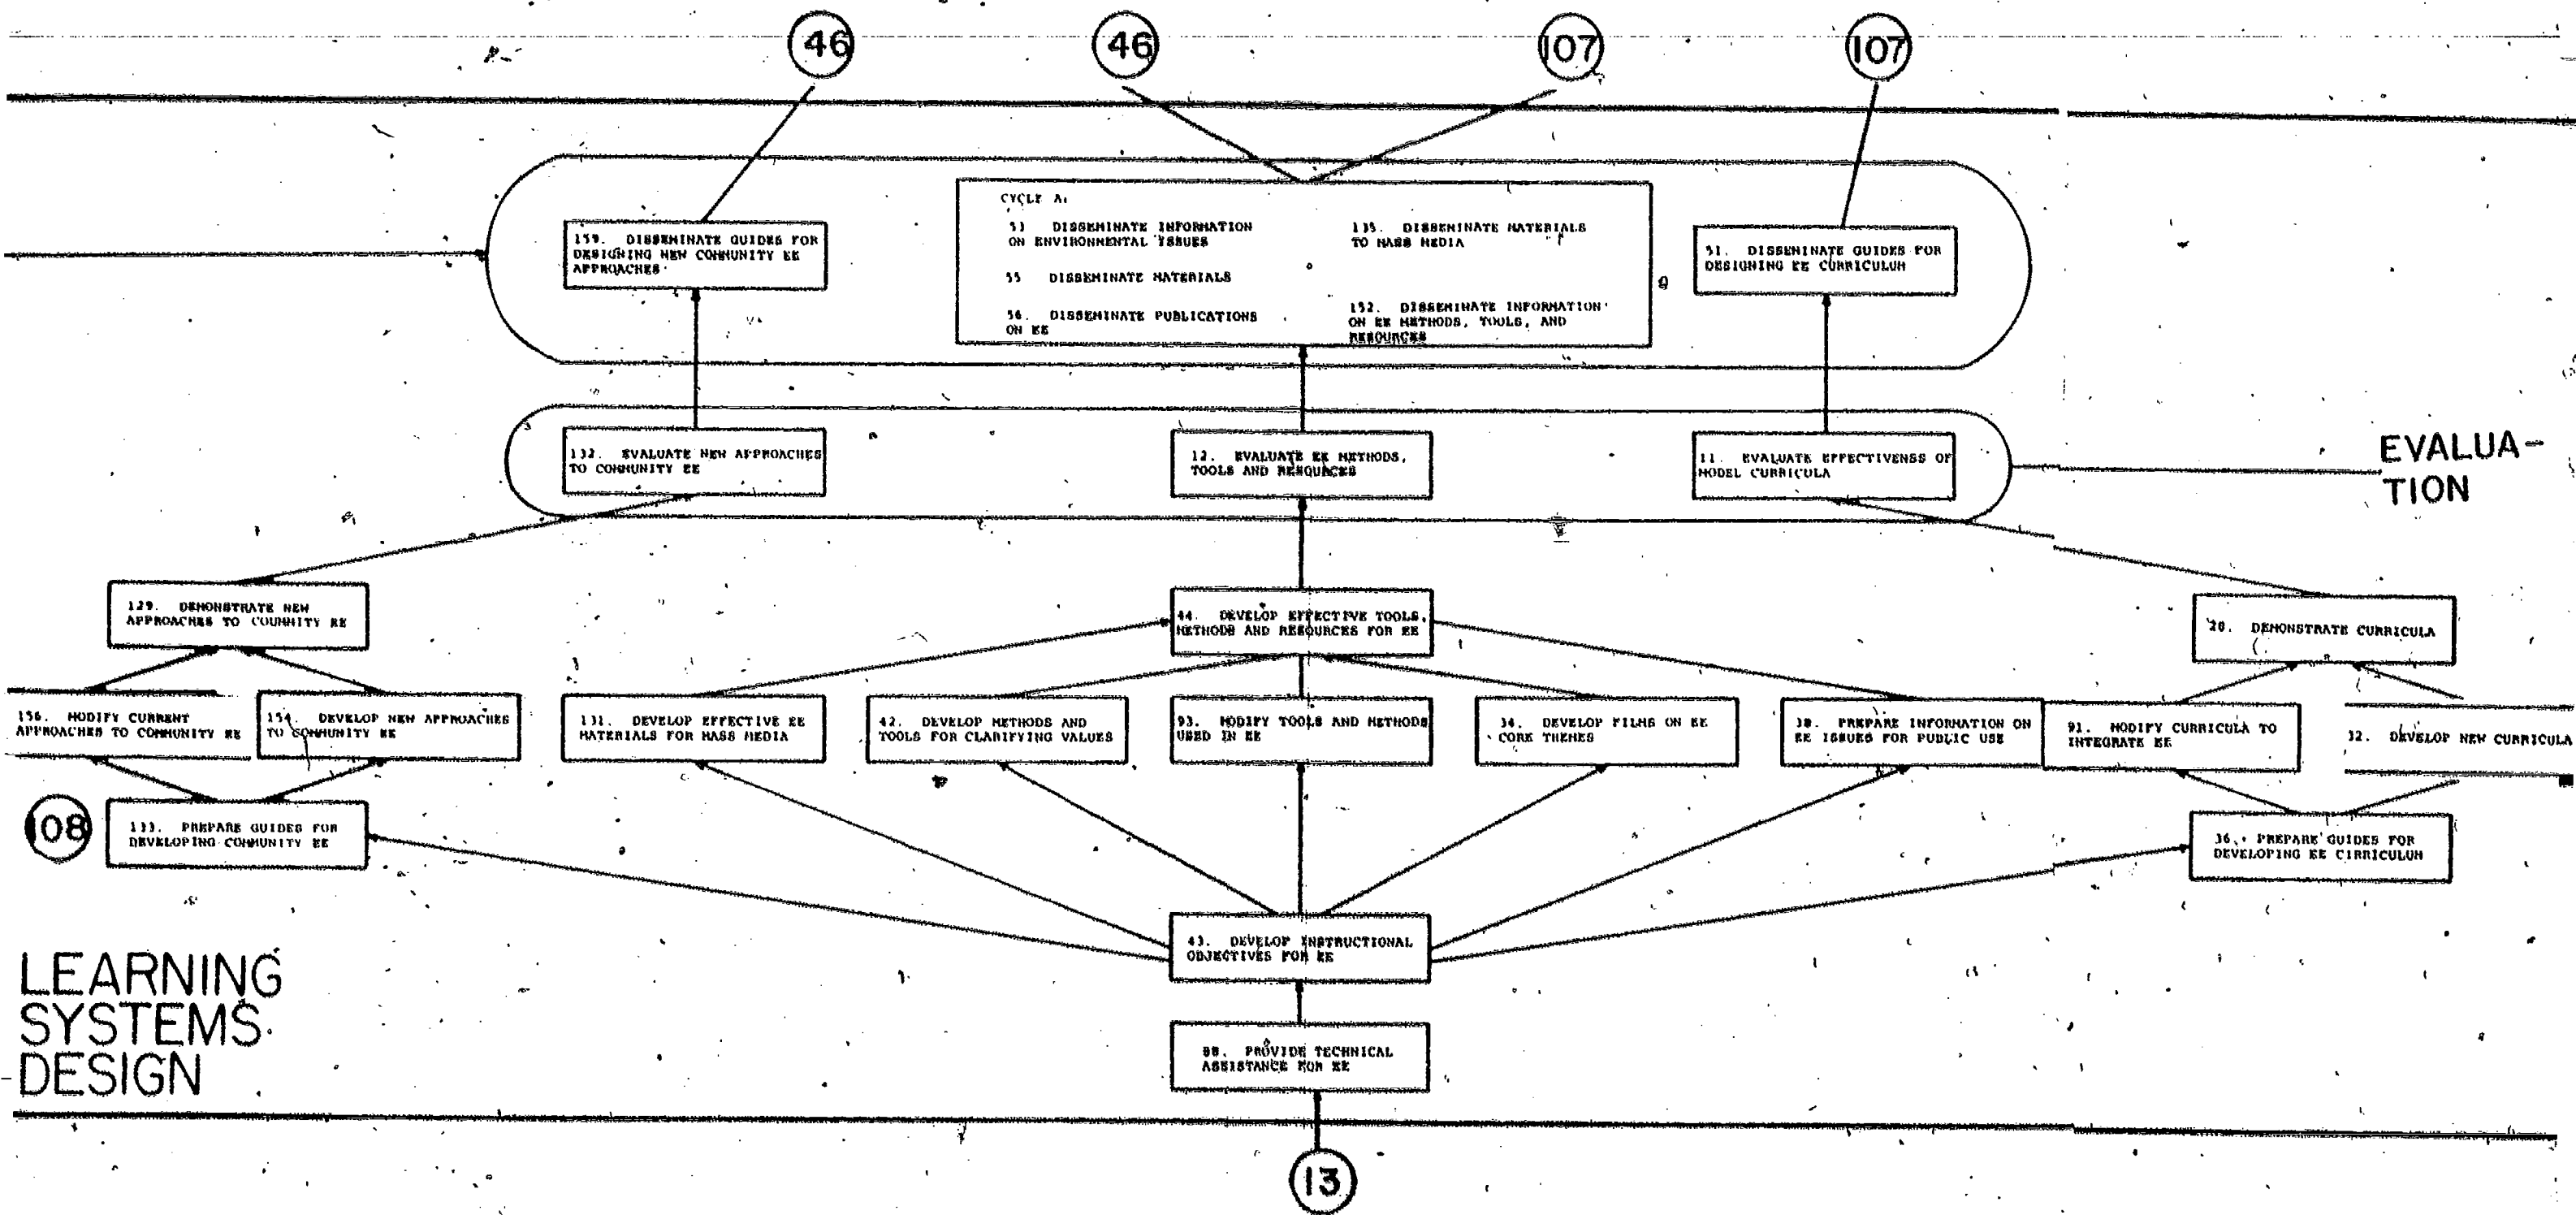 46
46
107
107
159. DISSEMINATE GUIDES FOR
DESIGNING NEW COMMUNITY EE
APPROACHES
CYCLE A:
53 DISSEMINATE INFORMATION
ON ENVIRONMENTAL ISSUES
55 DISSEMINATE MATERIALS
56. DISSEMINATE PUBLICATIONS
ON EE
135. DISSEMINATE MATERIALS
TO MASS MEDIA
152. DISSEMINATE INFORMATION
ON EE METHODS, TOOLS, AND
RESOURCES
51. DISSEMINATE GUIDES FOR
DESIGNING EE CURRICULUM
132. EVALUATE NEW APPROACHES
TO COMMUNITY EE
12. EVALUATE EE METHODS,
TOOLS AND RESOURCES
11. EVALUATE EFFECTIVENSS OF
MODEL CURRICULA
EVALUA-
TION
129. DEMONSTRATE NEW
APPROACHES TO COUMNITY EE
44. DEVELOP EFFECTIVE TOOLS,
METHODS AND RESOURCES FOR EE
20. DEMONSTRATE CURRICULA
156. MODIFY CURRENT
APPROACHES TO COMMUNITY EE
154. DEVELOP NEW APPROACHES
TO COMMUNITY EE
131. DEVELOP EFFECTIVE EE
MATERIALS FOR MASS MEDIA
42. DEVELOP METHODS AND
TOOLS FOR CLARIFYING VALUES
93. MODIFY TOOLS AND METHODS
USED IN EE
34. DEVELOP FILMS ON EE
CORE THEMES
38. PREPARE INFORMATION ON
EE ISSUES FOR PUBLIC USE
91. MODIFY CURRICULA TO
INTEGRATE EE
32. DEVELOP NEW CURRICULA
108
133. PREPARE GUIDES FOR
DEVELOPING COMMUNITY EE
36. PREPARE GUIDES FOR
DEVELOPING EE CIRRICULUM
43. DEVELOP INSTRUCTIONAL
OBJECTIVES FOR EE
LEARNING
SYSTEMS
DESIGN
88. PROVIDE TECHNICAL
ASSISTANCE FOR EE
13